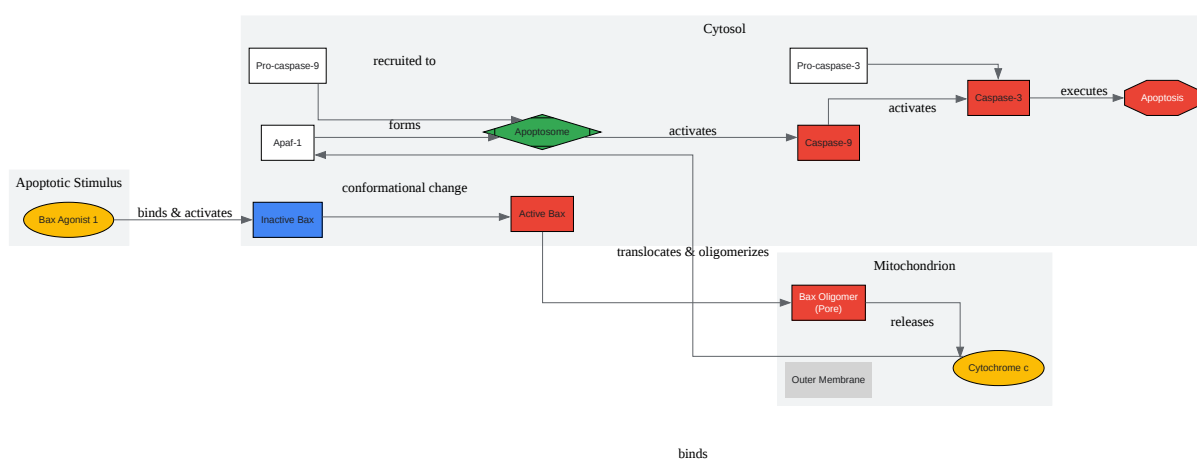 Cytosol
Pro-caspase-9
recruited to
Pro-caspase-3
Caspase-3
executes
Apoptosis
activates
forms
Apoptosome
activates
Apaf-1
Caspase-9
Apoptotic Stimulus
conformational change
Bax Agonist 1
binds & activates
Inactive Bax
Active Bax
translocates & oligomerizes
Mitochondrion
Bax Oligomer
(Pore)
releases
Cytochrome c
Outer Membrane
binds